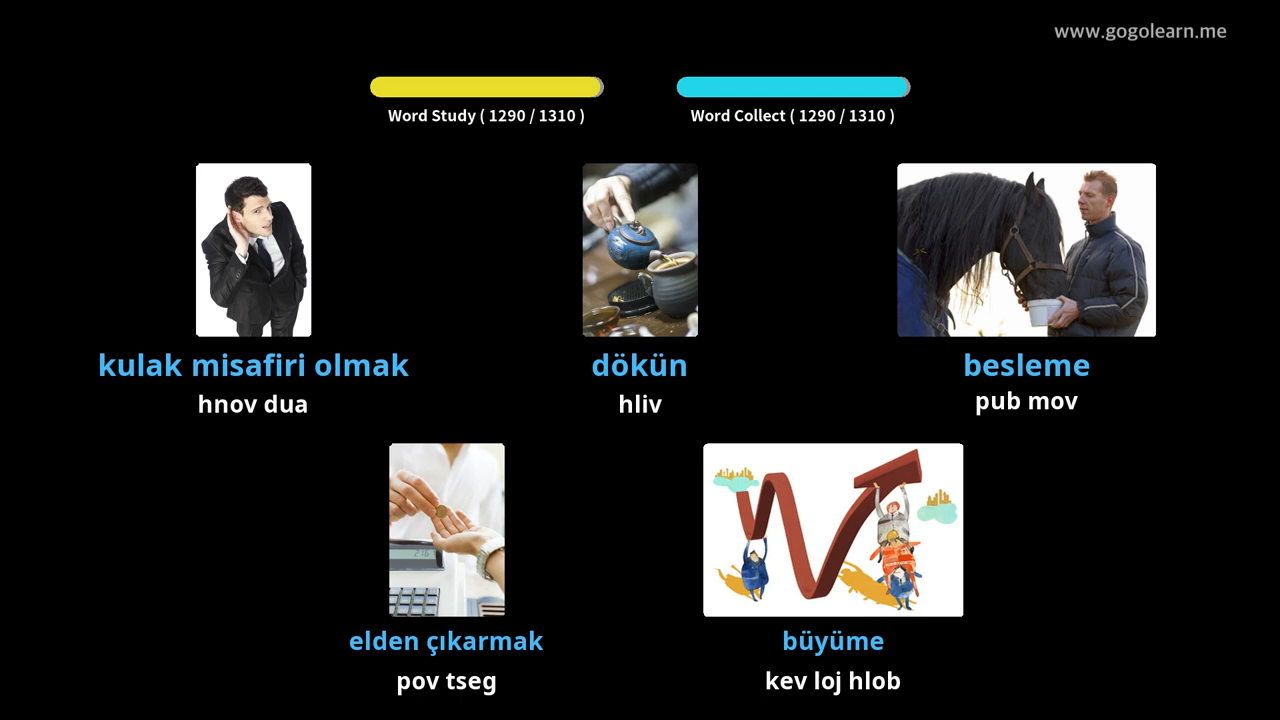 www.gogolearn.me
Word Study ( 1290 / 1310 )
Word Collect ( 1290 / 1310 )
kulak misafiri olmak
hnov dua
dökün
hliv
besleme
pub mov
elden çıkarmak
pov tseg
büyüme
kev loj hlob